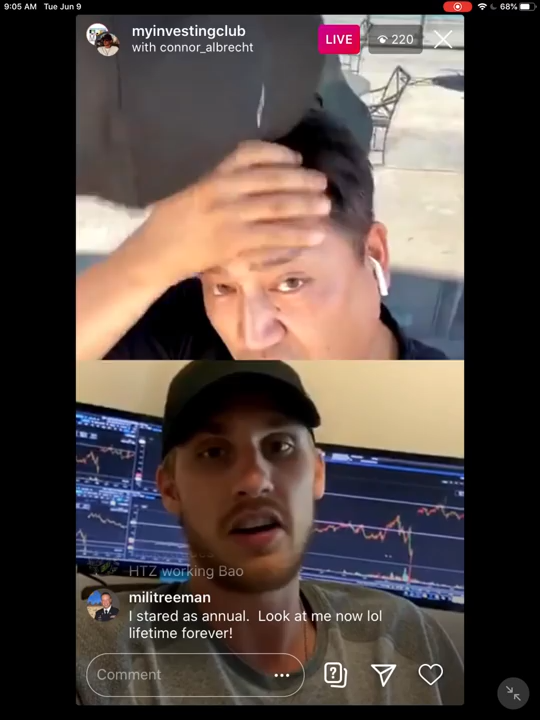 9:05 AM Tue Jun 9
68%
myinvestingclub
with connor_albrecht
LIVE
220
HTZ working Bao
militreeman
I stared as annual. Look at me now lol
lifetime forever!
Comment